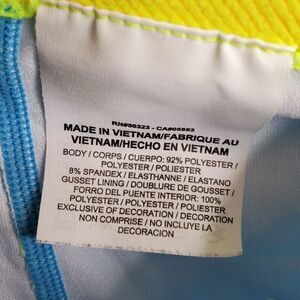 RN#56323 - CA#05553
MADE IN VIETNAM/FABRIQUE AU
VIETNAM/HECHO EN VIETNAM
BODY / CORPS / CUERPO: 92% POLYESTER /
POLYESTER / POLIESTER
8% SPANDEX / ELASTHANNE / ELASTANO
GUSSET LINING / DOUBLURE DE GOUSSET /
FORRO DEL PUENTE INTERIOR: 100%
POLYESTER / POLYESTER / POLIESTER
EXCLUSIVE OF DECORATION / DECORATION
NON COMPRISE / NO INCLUYE LA
DECORACION